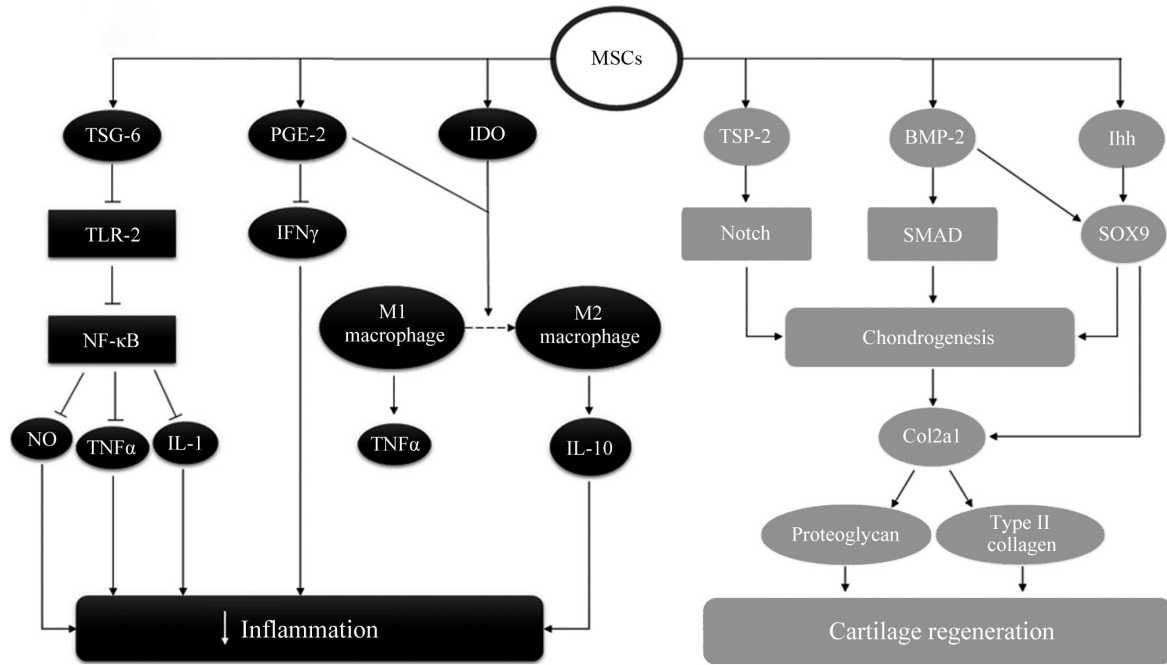 MSCs
TSG-6
PGE-2
IDO
TSP-2
BMP-2
Ihh
TLR-2
IFNγ
Notch
SMAD
SOX9
NF-κB
M1
macrophage
M2
macrophage
Chondrogenesis
NO
TNFα
IL-1
TNFα
IL-10
Col2a1
Proteoglycan
Type II
collagen
↓ Inflammation
Cartilage regeneration